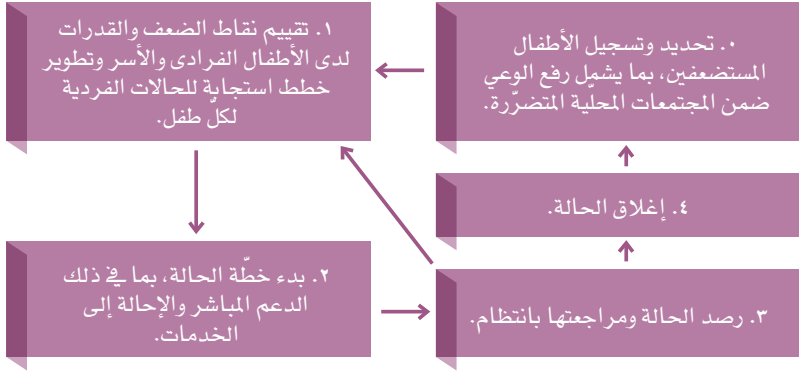 ٠. تحديد وتسجيل الأطفال
المستضعفين، بما يشمل رفع الوعي
ضمن المجتمعات المحلّية المتضرّرة.
١. تقييم نقاط الضعف والقدرات
لدى الأطفال الفرادى والأسر وتطوير
خطط استجابة للحالات الفردية
لكلّ طفل.
٢. بدء خطّة الحالة، بما في ذلك
الدعم المباشر والإحالة إلى
الخدمات.
٣. رصد الحالة ومراجعتها بانتظام.
٤. إغلاق الحالة.